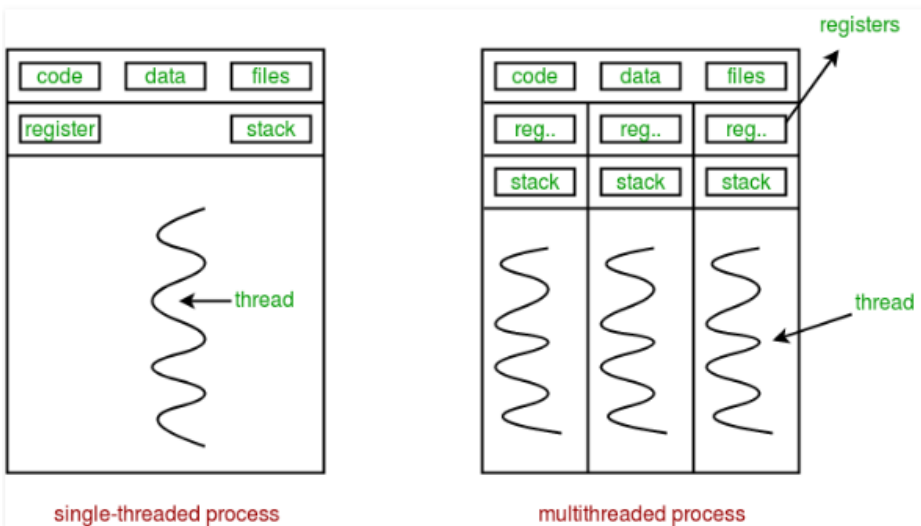 registers
code data files
code data files
register stack
reg.. reg.. reg..
stack stack stack
thread
thread
single-threaded process
multithreaded process